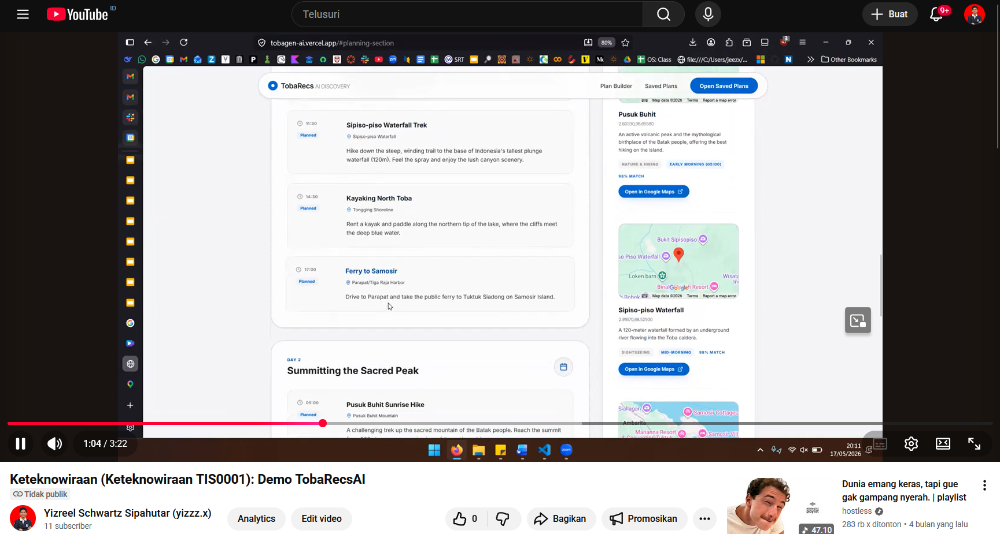 YouTube ID
Telusuri
Buat
9+
tobagen-ai.vercel.app/#planning-section
80%
3
SRT
OS: Class
file:///C:/Users/jeezx/...
Other Bookmarks
TobaRecs AI DISCOVERY
Plan Builder
Saved Plans
Open Saved Plans
Map data ©2026 Terms Report a map error
11:30
Planned
Sipiso-piso Waterfall Trek
Sipiso-piso Waterfall
Hike down the steep, winding trail to the base of Indonesia's tallest plunge
waterfall (120m). Feel the spray and enjoy the lush canyon scenery.
14:30
Planned
Kayaking North Toba
Tongging Shoreline
Rent a kayak and paddle along the northern tip of the lake, where the cliffs meet
the deep blue water.
17:00
Planned
Ferry to Samosir
Parapat/Tiga Raja Harbor
Drive to Parapat and take the public ferry to Tuktuk Siadong on Samosir Island.
DAY 2
Summitting the Sacred Peak
05:00
Planned
Pusuk Buhit Sunrise Hike
Pusuk Buhit Mountain
A challenging trek up the sacred mountain of the Batak people. Reach the summit
Pusuk Buhit
2.60330,98.65580
An active volcanic peak and the mythological
birthplace of the Batak people, offering the best
hiking on the island.
NATURE & HIKING
EARLY MORNING (05:00)
98% MATCH
Open in Google Maps
Bukit Sipisopiso
so Piso Waterfall
Loken barn
Wisata
In
Binal Indah Resort
Google
Bobok
Map data ©2026 Terms Report a map error
Sipiso-piso Waterfall
2.91670,98.52500
A 120-meter waterfall formed by an underground
river flowing into the Toba caldera.
SIGHTSEEING
MID-MORNING
98% MATCH
Open in Google Maps
Siallagan
Samosir Cottages
Ambarita
Marianna Resort
& Convention Tuktuk
Samosir Vill
1:04 / 3:22
zoom
20:11
17/05/2026
Keteknowiraan (Keteknowiraan TIS0001): Demo TobaRecsAI
Tidak publik
Yizreel Schwartz Sipahutar (yizzz.x)
11 subscriber
Analytics
Edit video
0
Bagikan
Promosikan
playlist
47.10
Dunia emang keras, tapi gue
gak gampang nyerah. | playlist
hostless
283 rb x ditonton • 4 bulan yang lalu